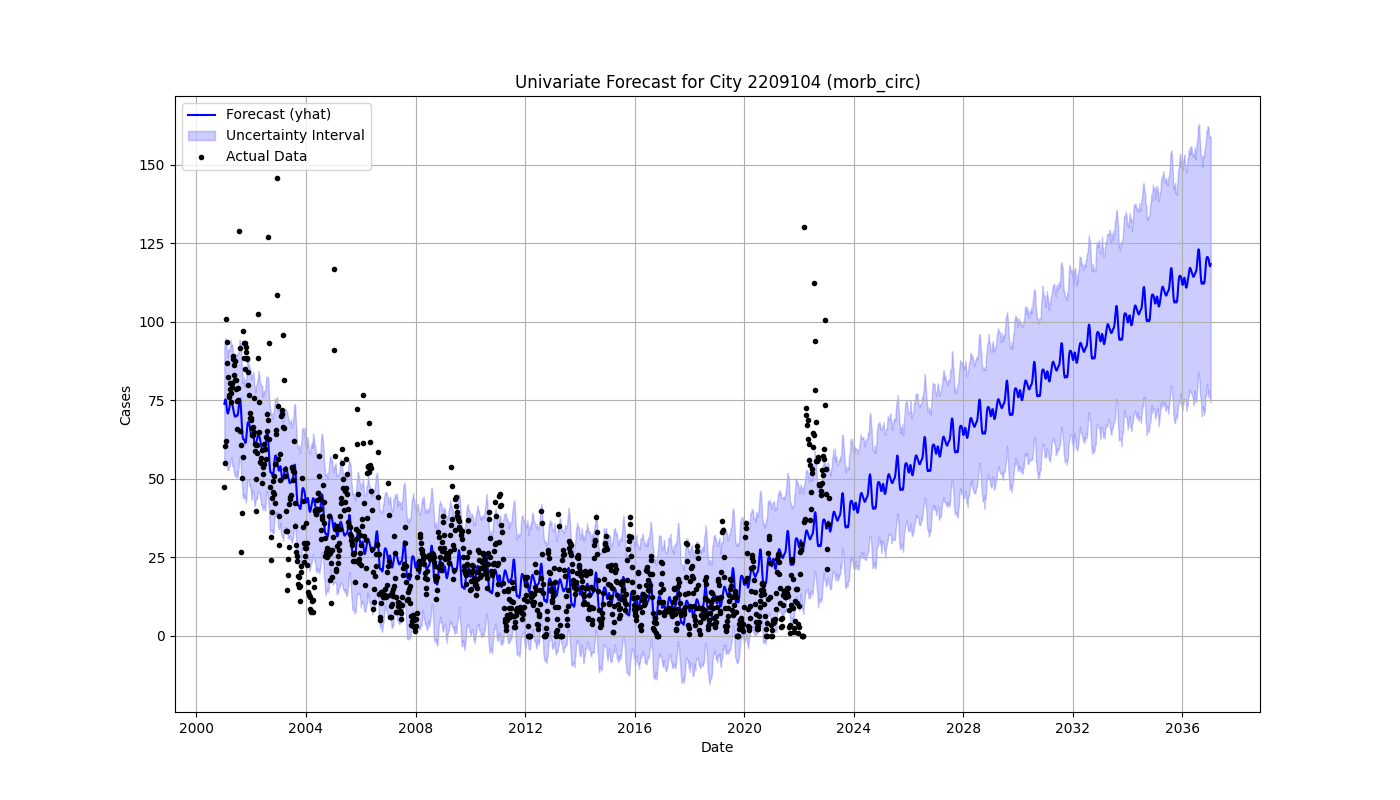 Univariate Forecast for City 2209104 (morb_circ)
Forecast (yhat)
Uncertainty Interval
Actual Data
150
125
100
75
50
25
0
Cases
2000 2004 2008 2012 2016 2020 2024 2028 2032 2036
Date